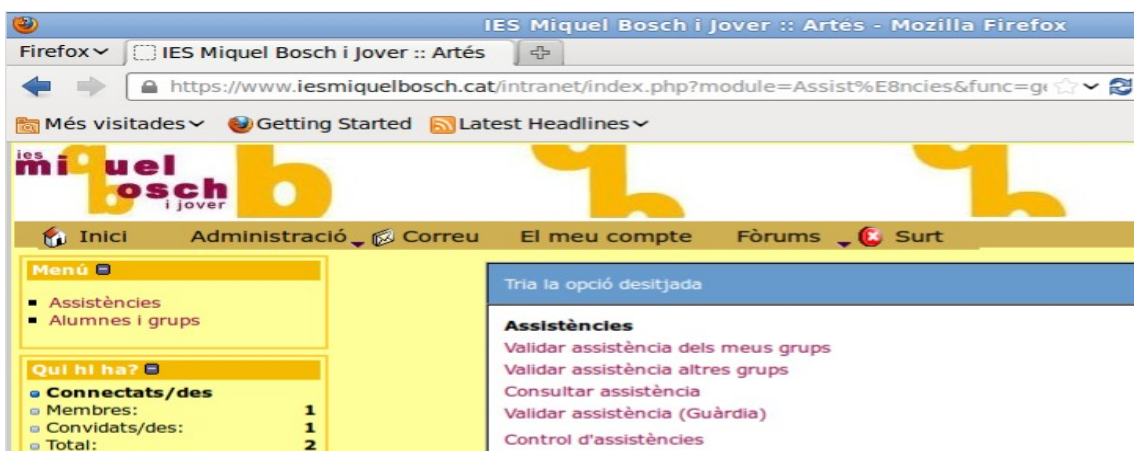 IES Miquel Bosch i Jover :: Artés - Mozilla Firefox
Firefox
IES Miquel Bosch i Jover :: Artés
https://www.iesmiquelbosch.cat/intranet/index.php?module=Assist%E8ncies&func=ge
Més visitades Getting Started Latest Headlines
ies
miquel
bosch
i jover
Inici Administració Correu El meu compte Fòrums Surt
Menú
Assistències
Alumnes i grups
Qui hi ha?
Connectats/des
Membres: 1
Convidats/des: 1
Total: 2
Tria la opció desitjada
Assistències
Validar assistència dels meus grups
Validar assistència altres grups
Consultar assistència
Validar assistència (Guàrdia)
Control d'assistències